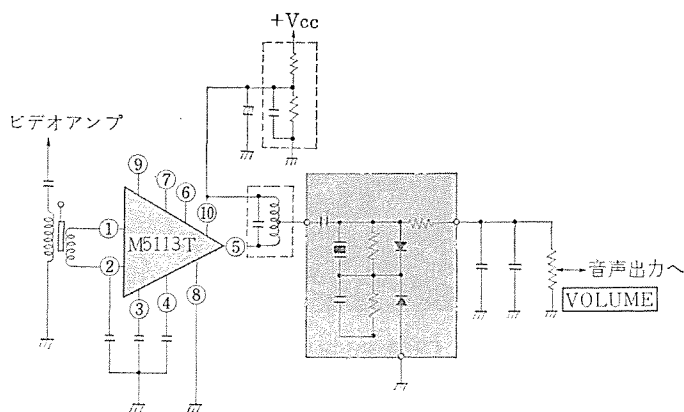 +Vcc
ビデオアンプ
⑨
⑦
⑥
⑩
①
M5113T
⑤
②
③
④
⑧
音声出力へ
VOLUME